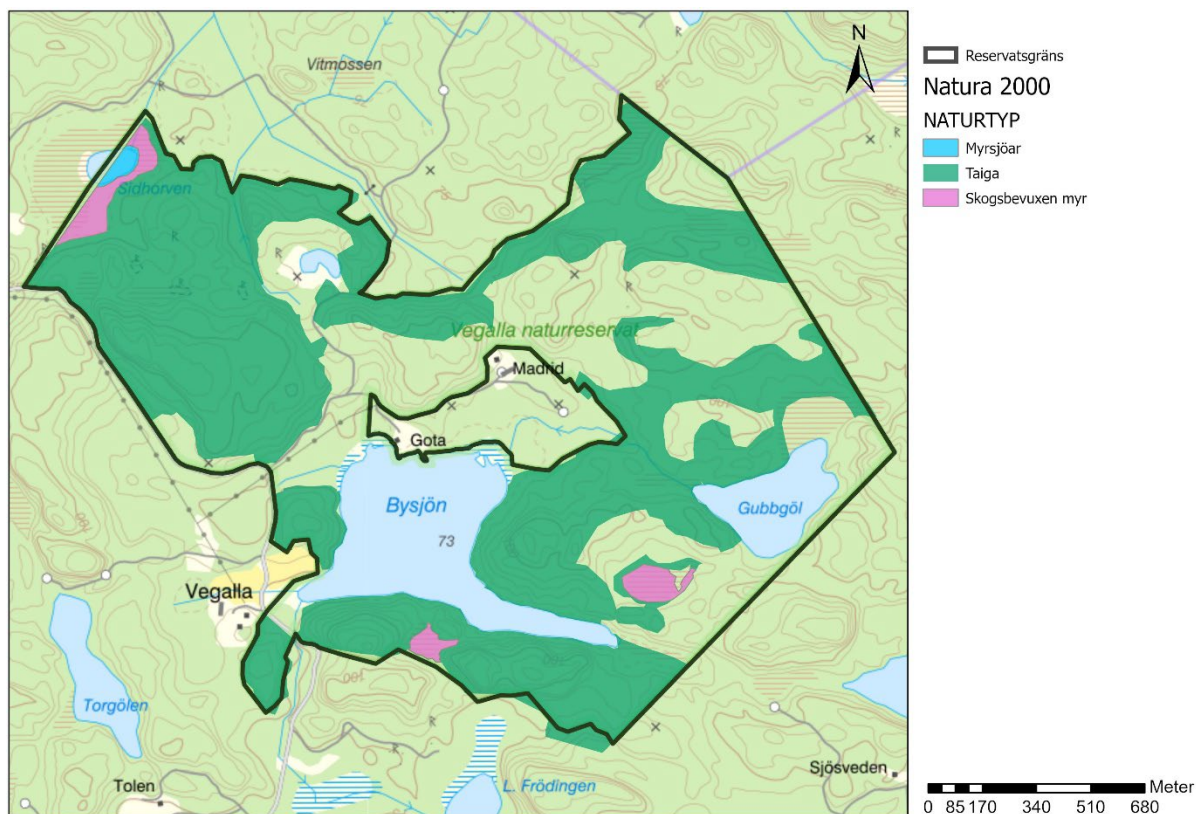 Vitmossen
N
Sidhorven
Vegalla naturreservat
Madrid
Gota
Bysjön
73
Gubbgöl
Vegalla
Torgölen
Tolen
L. Frödingen
Sjösveden
100
Reservatsgräns
Natura 2000
NATURTYP
Myrsjöar
Taiga
Skogsbevuxen myr
Meter
0 85 170 340 510 680